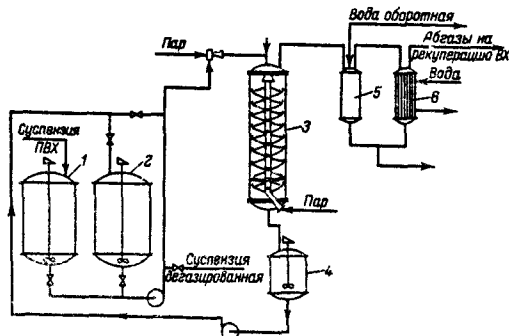 Вода оборотная
Пар
Абгазы на
рекуперацию ВХ
Вода
5
6
3
Суспензия
ПВХ
1
2
Пар
Суспензия
дегазированная
4